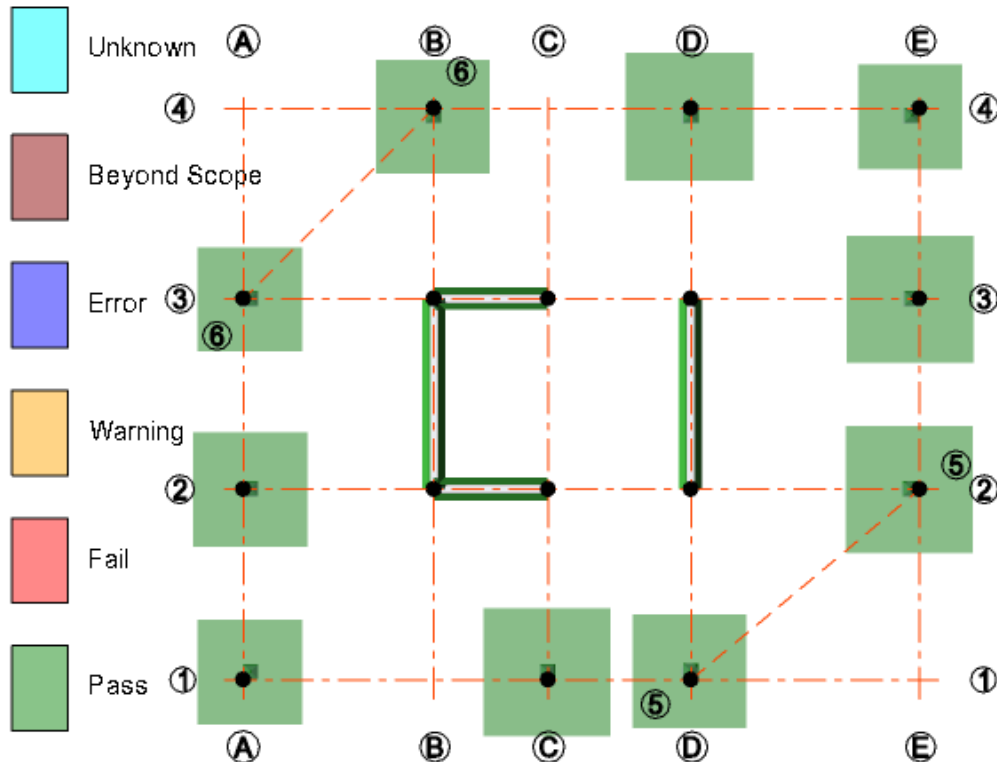 Unknown
Beyond Scope
Error
Warning
Fail
Pass
A B C D E
6
4 4
3 3
6
2 5 2
1 5 1
A B C D E